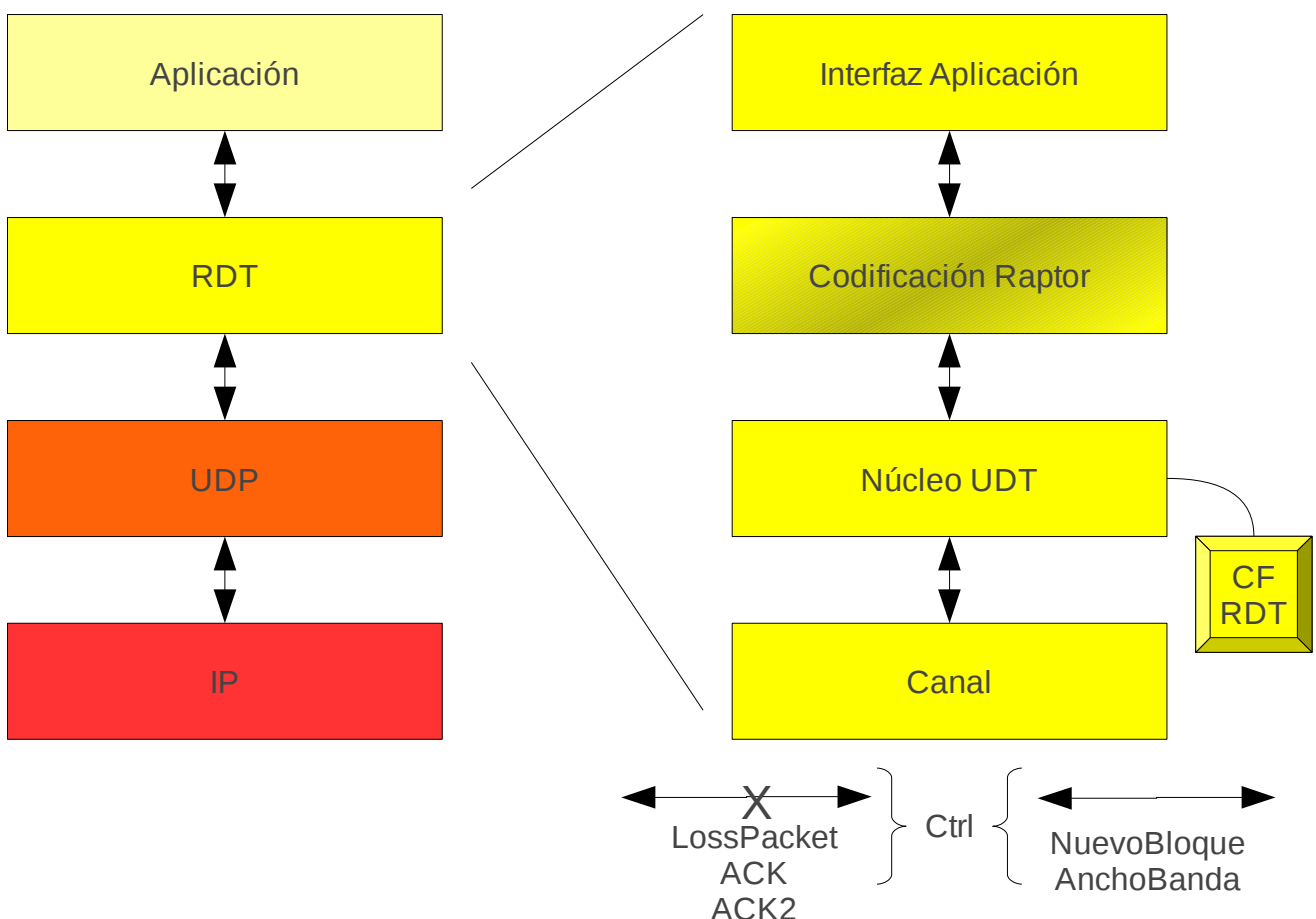 Aplicación
RDT
UDP
IP
Interfaz Aplicación
Codificación Raptor
Núcleo UDT
CF
RDT
Canal
X
LossPacket
ACK
ACK2
Ctrl
NuevoBloque
AnchoBanda